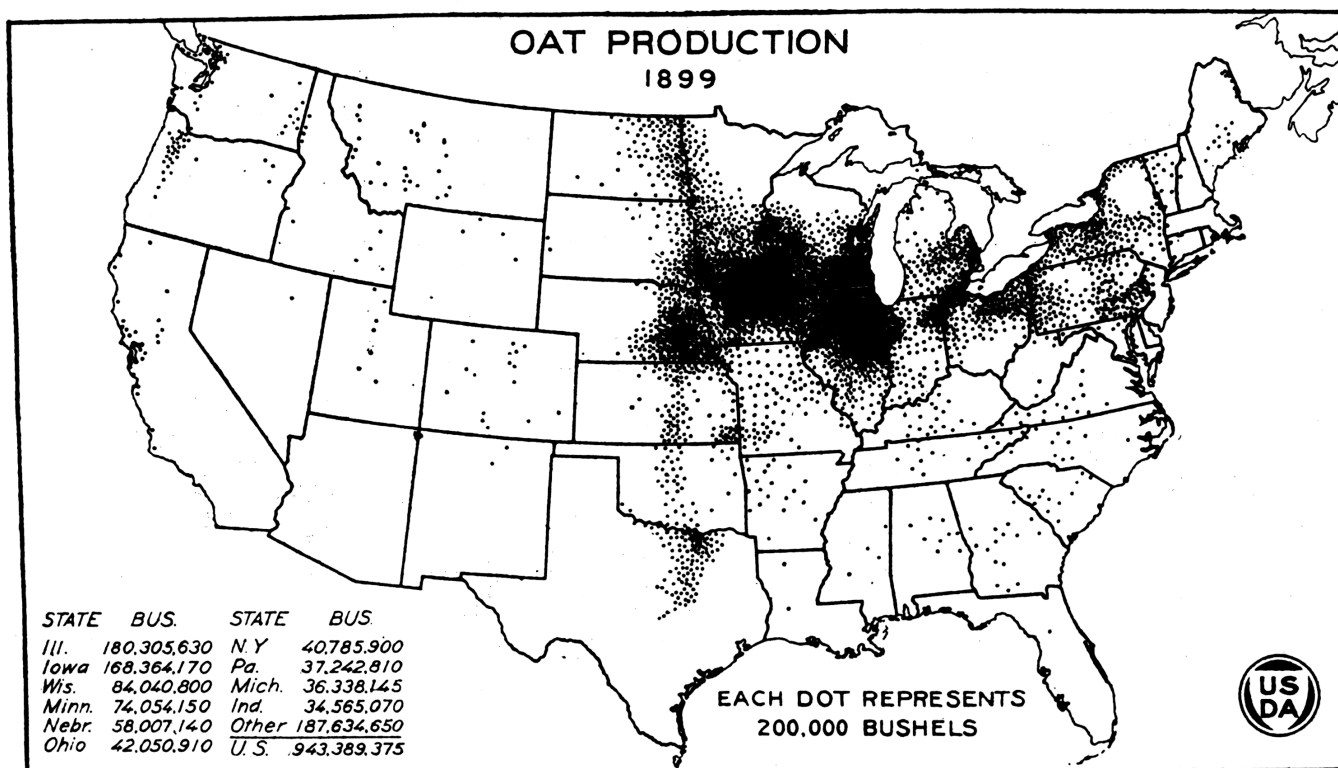 OAT PRODUCTION
1899
STATE BUS. STATE BUS.
Ill. 180,305,630 N.Y 40,785,900
Iowa 168,364,170 Pa. 37,242,810
Wis. 84,040,800 Mich. 36,338,145
Minn. 74,054,150 Ind. 34,565,070
Nebr. 58,007,140 Other 187,634,650
Ohio 42,050,910 U.S. 943,389,375
EACH DOT REPRESENTS
200,000 BUSHELS
US
DA